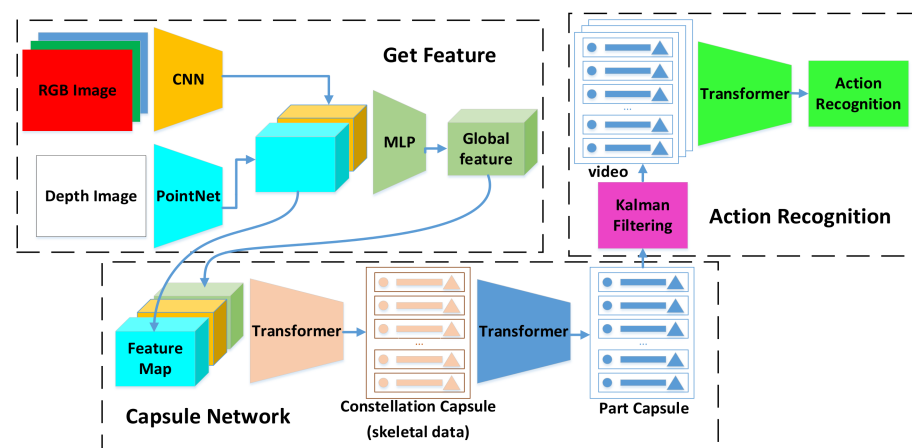 Get Feature
RGB Image
CNN
MLP
Global
feature
Depth Image
PointNet
...
Transformer
Action
Recognition
video
Kalman
Filtering
Action Recognition
Feature
Map
Transformer
...
Transformer
...
Capsule Network
Constellation Capsule
(skeletal data)
Part Capsule